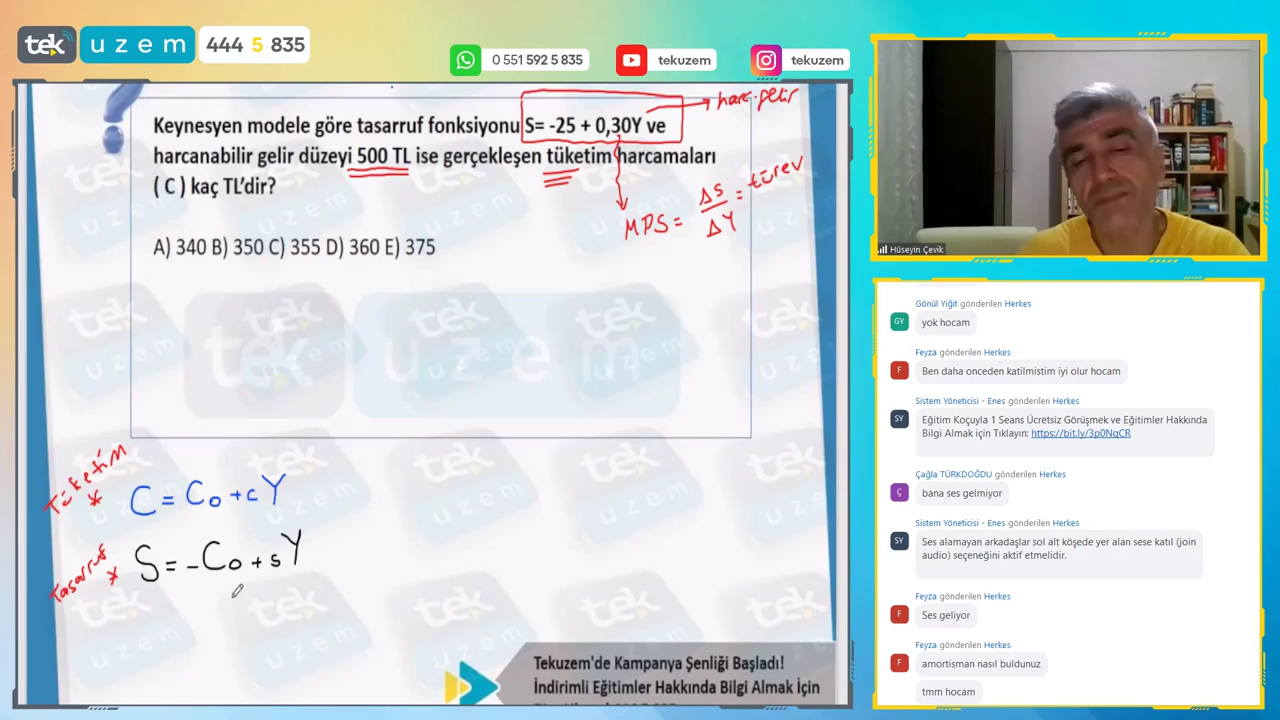 tek
uzem
444 5 835
0 551 592 5 835
tekuzem
tekuzem
Keynesyen modele göre tasarruf fonksiyonu S= -25 + 0,30Y ve
harcanabilir gelir düzeyi 500 TL ise gerçekleşen tüketim harcamaları
( C ) kaç TL'dir?
harc. gelir
MPS = ΔS/ΔY = türev
A) 340 B) 350 C) 355 D) 360 E) 375
Tüketim
* C = C0 + cY
Tasarruf
* S = -C0 + sY
Tekuzem'de Kampanya Şenliği Başladı!
İndirimli Eğitimler Hakkında Bilgi Almak İçin
Hüseyin Çevik
Gönül Yiğit gönderilen Herkes
GY yok hocam
Feyza gönderilen Herkes
F Ben daha onceden katilmistim iyi olur hocam
Sistem Yöneticisi - Enes gönderilen Herkes
SY Eğitim Koçuyla 1 Seans Ücretsiz Görüşmek ve Eğitimler Hakkında
Bilgi Almak için Tıklayın: https://bit.ly/3p0NqCR
Çağla TÜRKDOĞDU gönderilen Herkes
Ç bana ses gelmiyor
Sistem Yöneticisi - Enes gönderilen Herkes
SY Ses alamayan arkadaşlar sol alt köşede yer alan sese katıl (join
audio) seçeneğini aktif etmelidir.
Feyza gönderilen Herkes
F Ses geliyor
Feyza gönderilen Herkes
F amortisman nasıl buldunuz
tmm hocam